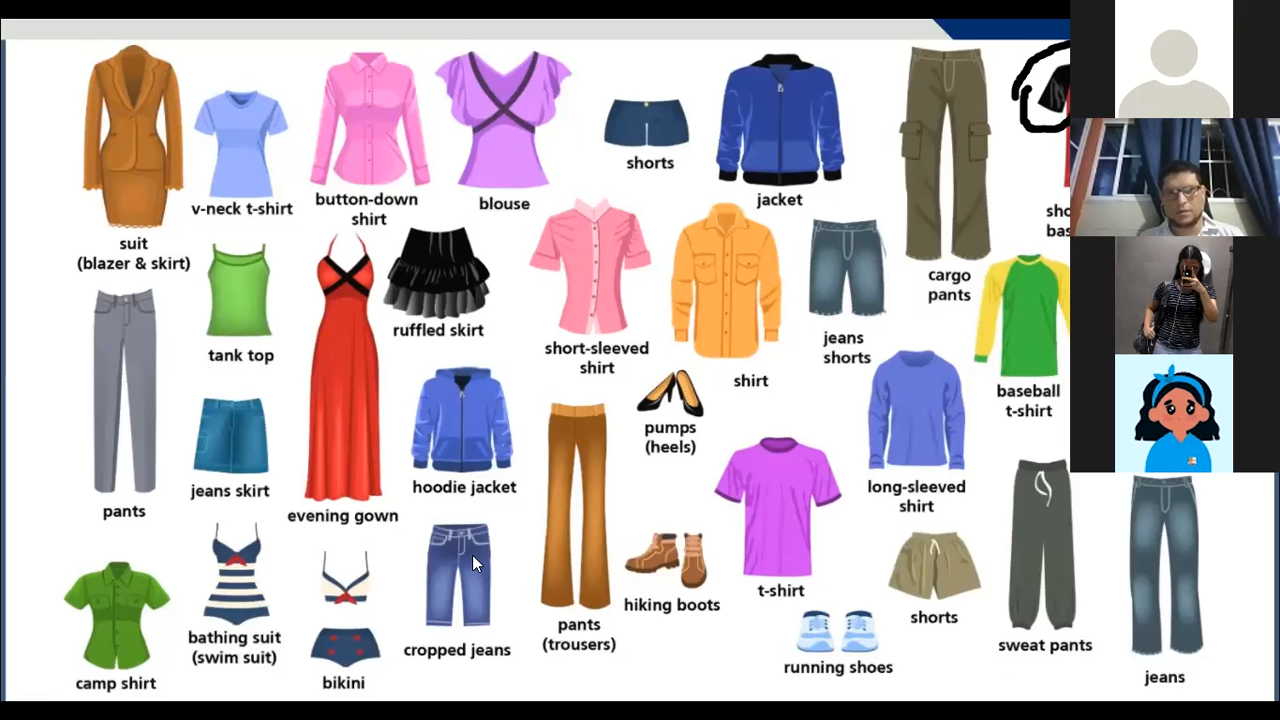 suit
(blazer & skirt)
v-neck t-shirt
button-down
shirt
blouse
shorts
jacket
cargo
pants
pants
tank top
ruffled skirt
short-sleeved
shirt
shirt
jeans
shorts
baseball
t-shirt
jeans skirt
evening gown
hoodie jacket
pumps
(heels)
long-sleeved
shirt
camp shirt
bathing suit
(swim suit)
bikini
cropped jeans
pants
(trousers)
hiking boots
t-shirt
running shoes
shorts
sweat pants
jeans